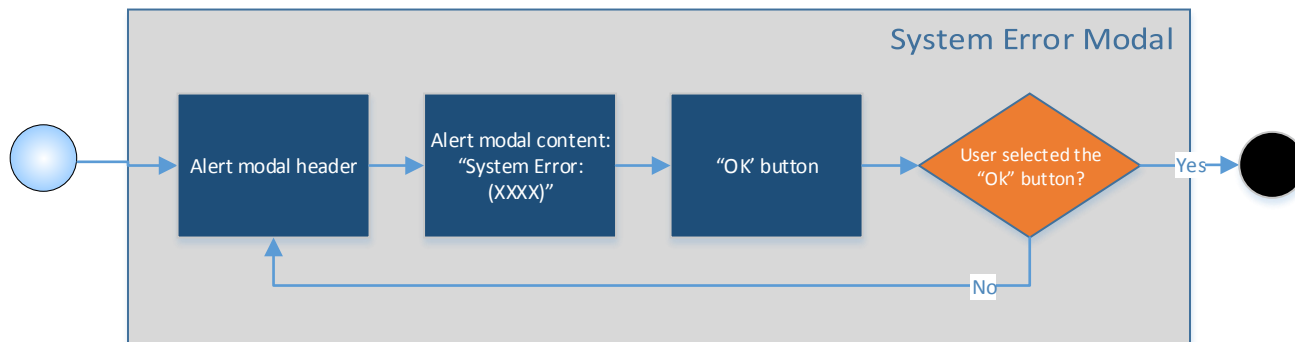 System Error Modal
Alert modal header
Alert modal content:
“System Error:
(XXXX)”
“OK’ button
User selected the
“Ok” button?
Yes
No